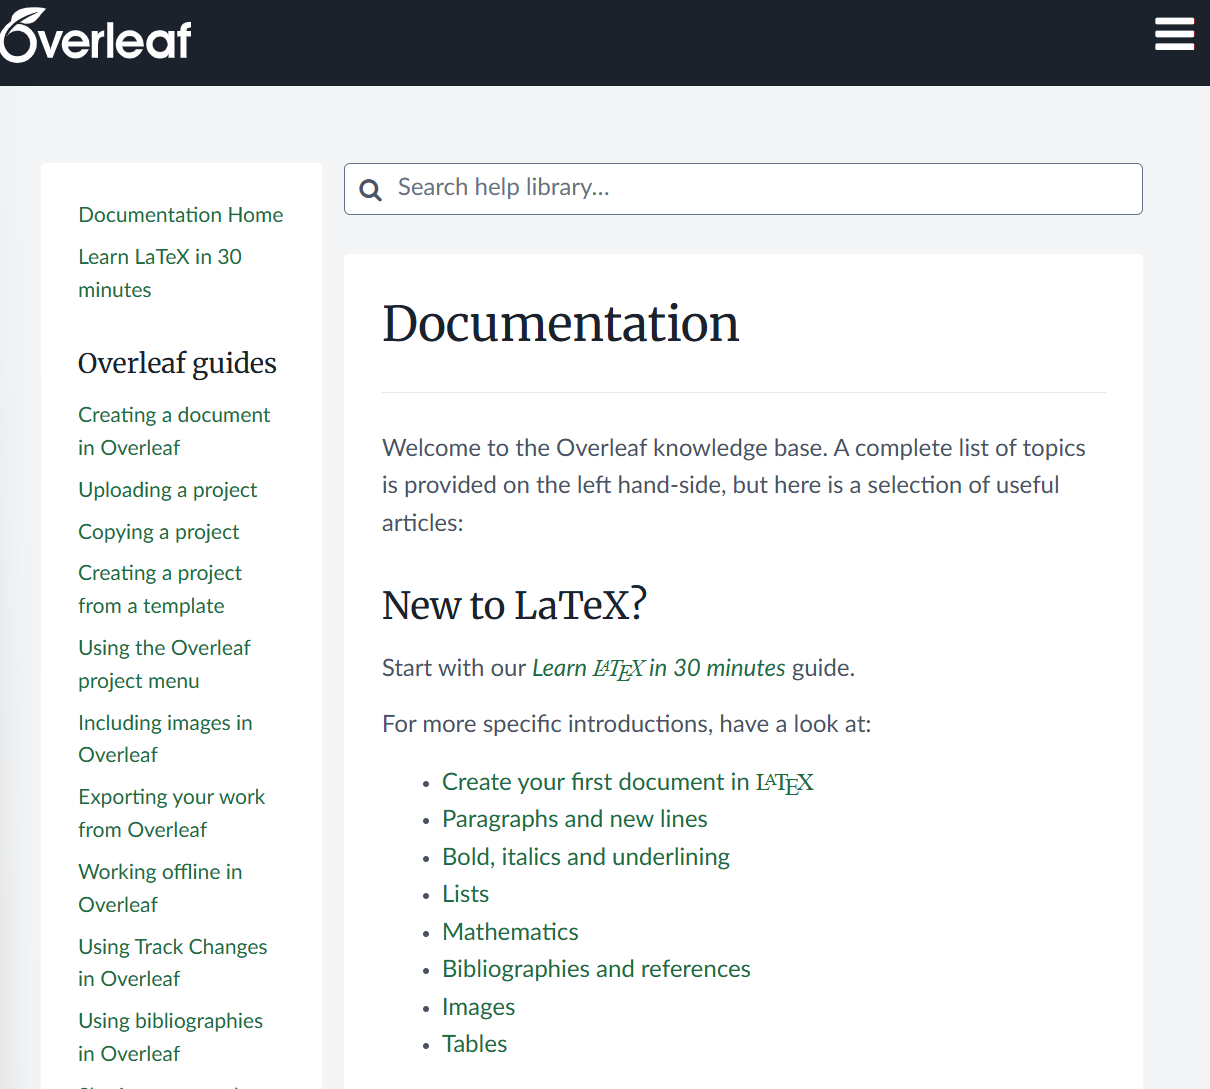 Overleaf
Documentation Home
Learn LaTeX in 30
minutes
Overleaf guides
Creating a document
in Overleaf
Uploading a project
Copying a project
Creating a project
from a template
Using the Overleaf
project menu
Including images in
Overleaf
Exporting your work
from Overleaf
Working offline in
Overleaf
Using Track Changes
in Overleaf
Using bibliographies
in Overleaf
Search help library...
Documentation
Welcome to the Overleaf knowledge base. A complete list of topics
is provided on the left hand-side, but here is a selection of useful
articles:
New to LaTeX?
Start with our Learn LATEX in 30 minutes guide.
For more specific introductions, have a look at:
• Create your first document in LATEX
• Paragraphs and new lines
• Bold, italics and underlining
• Lists
• Mathematics
• Bibliographies and references
• Images
• Tables